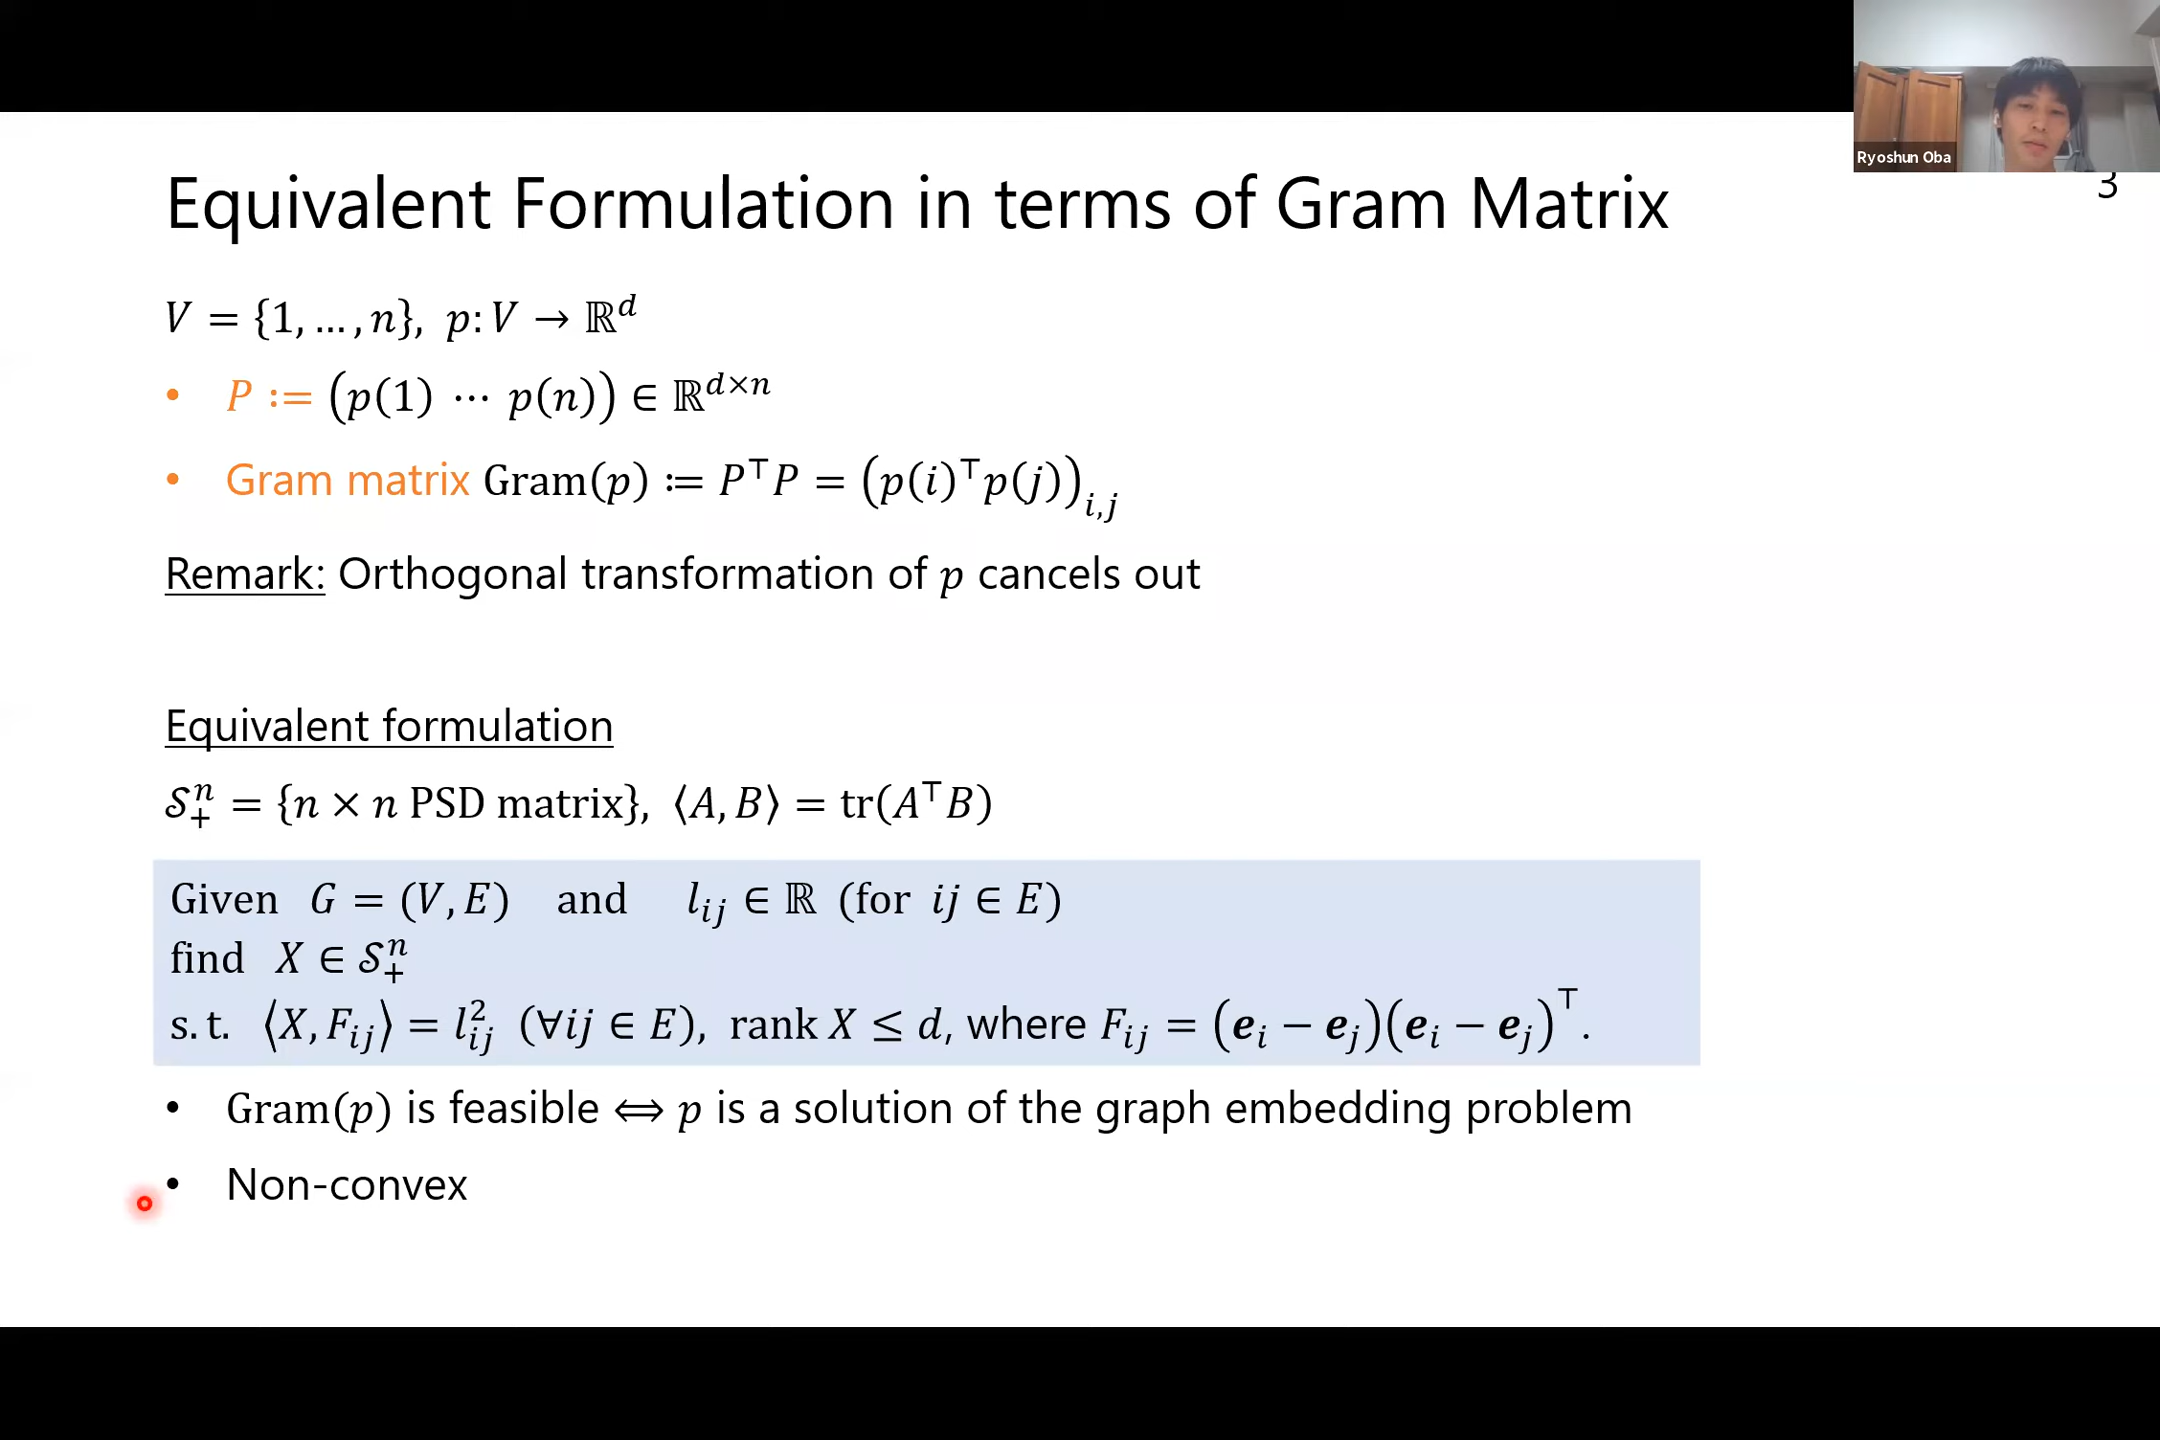 Ryoshun Oba
3
Equivalent Formulation in terms of Gram Matrix
V = {1, … , n}, p: V → ℝ^d
• P := (p(1) ⋯ p(n)) ∈ ℝ^{d×n}
• Gram matrix Gram(p) ≔ P^⊤P = (p(i)^⊤p(j))_{i,j}
Remark: Orthogonal transformation of p cancels out
Equivalent formulation
𝒮_+^n = {n × n PSD matrix}, ⟨A, B⟩ = tr(A^⊤B)
Given G = (V, E) and l_{ij} ∈ ℝ (for ij ∈ E)
find X ∈ 𝒮_+^n
s. t. ⟨X, F_{ij}⟩ = l_{ij}^2 (∀ij ∈ E), rank X ≤ d, where F_{ij} = (𝒆_i − 𝒆_j)(𝒆_i − 𝒆_j)^⊤.
• Gram(p) is feasible ⟺ p is a solution of the graph embedding problem
• Non-convex